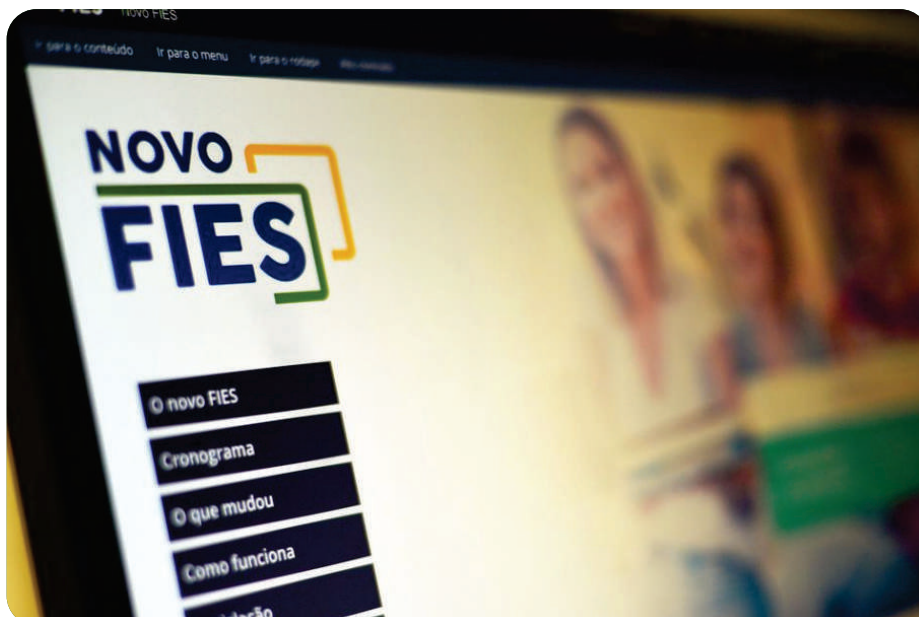 FIES Novo FIES
Ir para o conteúdo Ir para o menu Ir para o rodapé
NOVO
FIES
O novo FIES
Cronograma
O que mudou
Como funciona